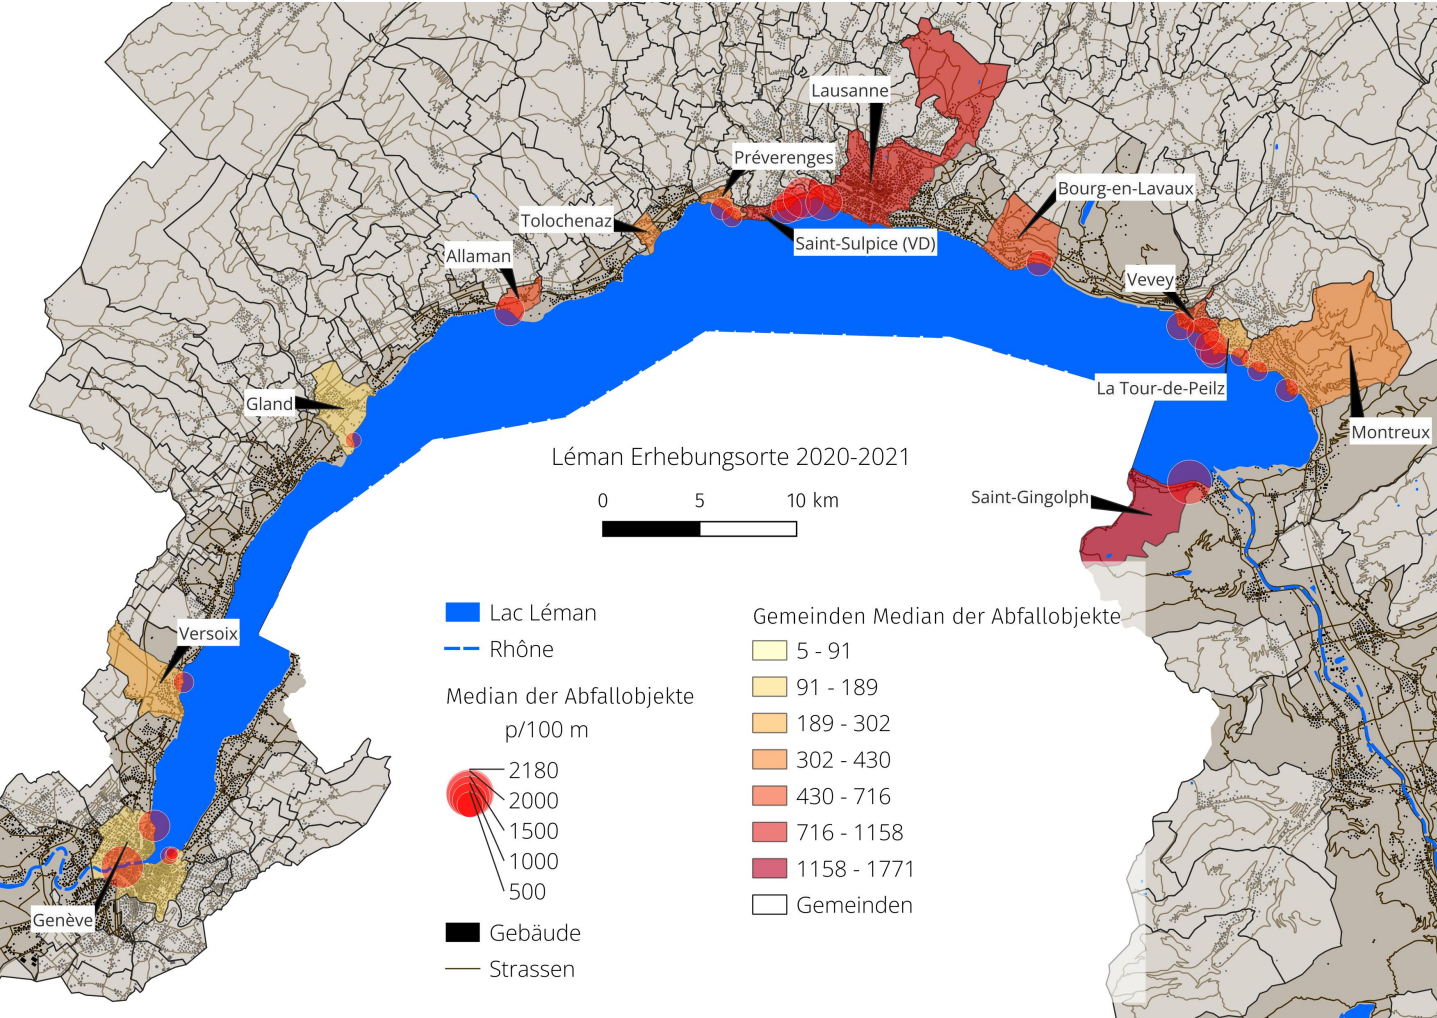 Lausanne
Préverenges
Bourg-en-Lavaux
Tolochenaz
Saint-Sulpice (VD)
Allaman
Vevey
La Tour-de-Peilz
Gland
Montreux
Léman Erhebungsorte 2020-2021
0 5 10 km
Saint-Gingolph
Versoix
Genève
Lac Léman
Rhône
Median der Abfallobjekte
p/100 m
2180
2000
1500
1000
500
Gebäude
Strassen
Gemeinden Median der Abfallobjekte
5 - 91
91 - 189
189 - 302
302 - 430
430 - 716
716 - 1158
1158 - 1771
Gemeinden